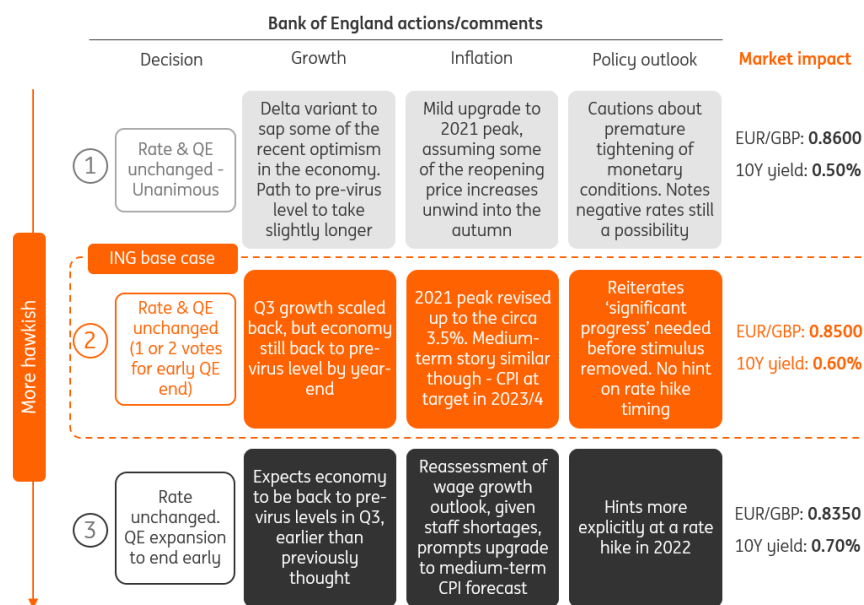 Bank of England actions/comments
Decision
Growth
Inflation
Policy outlook
Market impact
More hawkish
1
Rate & QE
unchanged -
Unanimous
Delta variant to
sap some of the
recent optimism
in the economy.
Path to pre-virus
level to take
slightly longer
Mild upgrade to
2021 peak,
assuming some
of the reopening
price increases
unwind into the
autumn
Cautions about
premature
tightening of
monetary
conditions. Notes
negative rates still
a possibility
EUR/GBP: 0.8600
10Y yield: 0.50%
ING base case
2
Rate & QE
unchanged
(1 or 2 votes
for early QE
end)
Q3 growth scaled
back, but economy
still back to pre-
virus level by year-
end
2021 peak revised
up to the circa
3.5%. Medium-
term story similar
though - CPI at
target in 2023/4
Reiterates
‘significant
progress’ needed
before stimulus
removed. No hint
on rate hike
timing
EUR/GBP: 0.8500
10Y yield: 0.60%
3
Rate
unchanged.
QE expansion
to end early
Expects economy
to be back to pre-
virus levels in Q3,
earlier than
previously
thought
Reassessment of
wage growth
outlook, given
staff shortages,
prompts upgrade
to medium-term
CPI forecast
Hints more
explicitly at a rate
hike in 2022
EUR/GBP: 0.8350
10Y yield: 0.70%